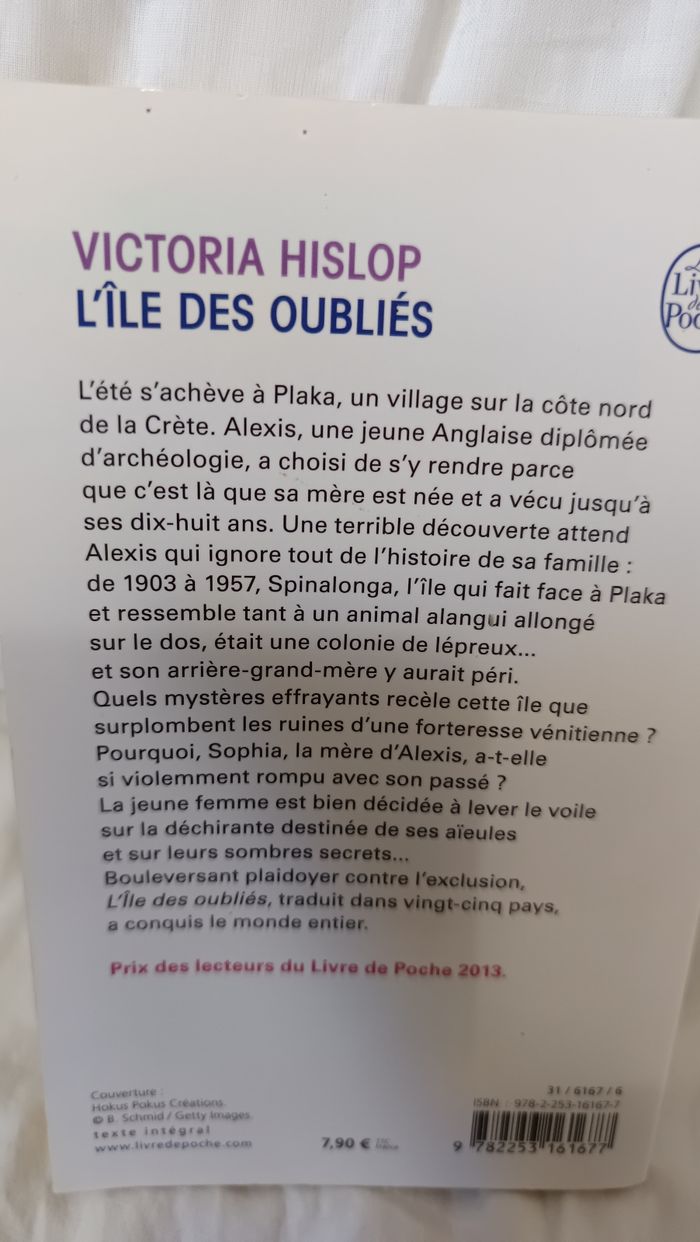 VICTORIA HISLOP
L'ÎLE DES OUBLIÉS
L'été s'achève à Plaka, un village sur la côte nord
de la Crète. Alexis, une jeune Anglaise diplômée
d'archéologie, a choisi de s'y rendre parce
que c'est là que sa mère est née et a vécu jusqu'à
ses dix-huit ans. Une terrible découverte attend
Alexis qui ignore tout de l'histoire de sa famille :
de 1903 à 1957, Spinalonga, l'île qui fait face à Plaka
et ressemble tant à un animal alangui allongé
sur le dos, était une colonie de lépreux...
et son arrière-grand-mère y aurait péri.
Quels mystères effrayants recèle cette île que
surplombent les ruines d'une forteresse vénitienne ?
Pourquoi, Sophia, la mère d'Alexis, a-t-elle
si violemment rompu avec son passé ?
La jeune femme est bien décidée à lever le voile
sur la déchirante destinée de ses aïeules
et sur leurs sombres secrets...
Bouleversant plaidoyer contre l'exclusion,
L'Île des oubliés, traduit dans vingt-cinq pays,
a conquis le monde entier.
Prix des lecteurs du Livre de Poche 2013.
Couverture :
Hokus Pokus Créations.
© B. Schmid / Getty Images.
texte intégral
www.livredepoche.com
7,90 €
31 / 6167 / 6
ISBN : 978-2-253-16167-7
9 782253 161677